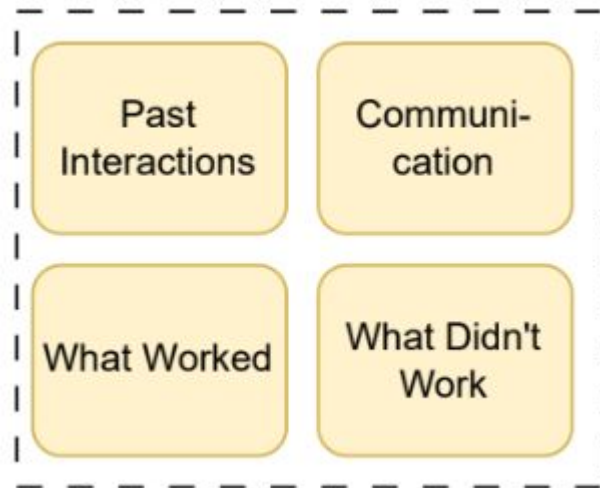 Past
Interactions
Communi-
cation
What Worked
What Didn't
Work